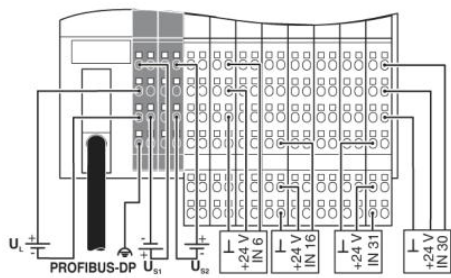 U_L
PROFIBUS-DP
U_S1
U_S2
⊥
+24 V
IN 6
⊥
+24 V
IN 16
⊥
+24 V
IN 31
⊥
+24 V
IN 30